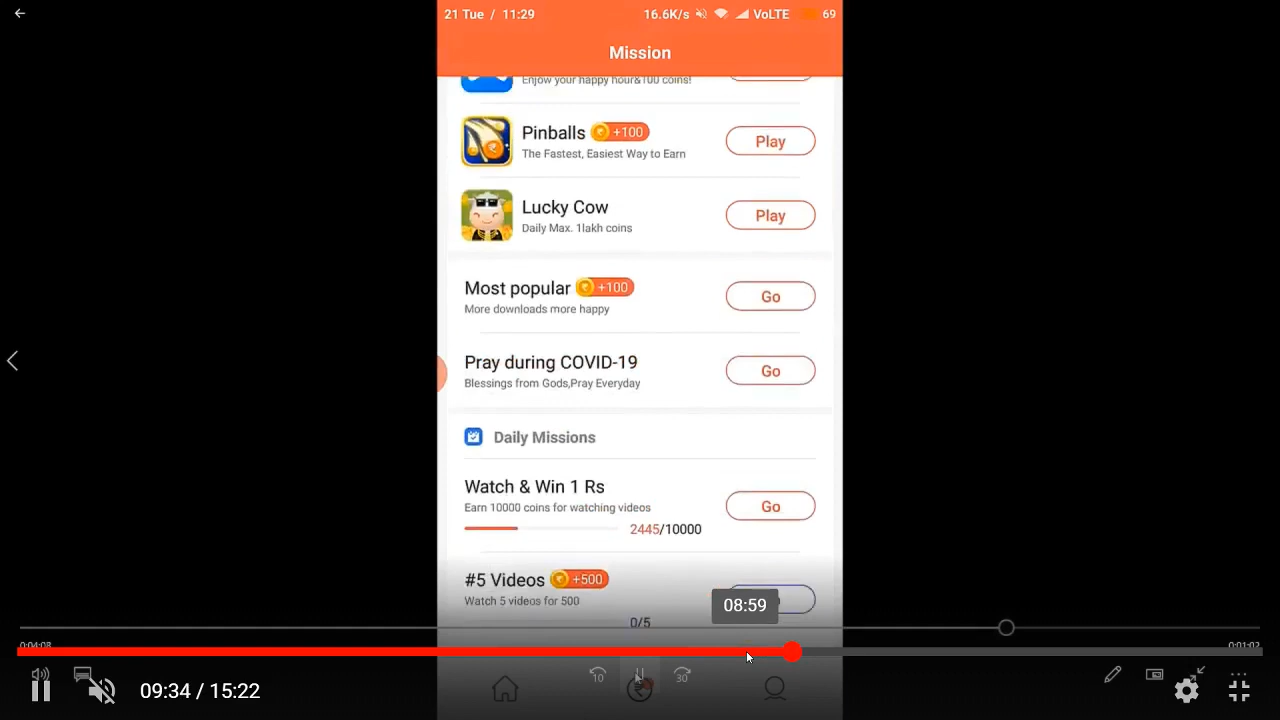 21 Tue / 11:29
16.6K/s VoLTE 69
Mission
Enjoy your happy hour&100 coins!
Pinballs +100
The Fastest, Easiest Way to Earn
Play
Lucky Cow
Daily Max. 1lakh coins
Play
Most popular +100
More downloads more happy
Go
Pray during COVID-19
Blessings from Gods,Pray Everyday
Go
Daily Missions
Watch & Win 1 Rs
Earn 10000 coins for watching videos
2445/10000
Go
#5 Videos +500
Watch 5 videos for 500
0/5
08:59
0:04:08
0:01:02
10
30
09:34 / 15:22